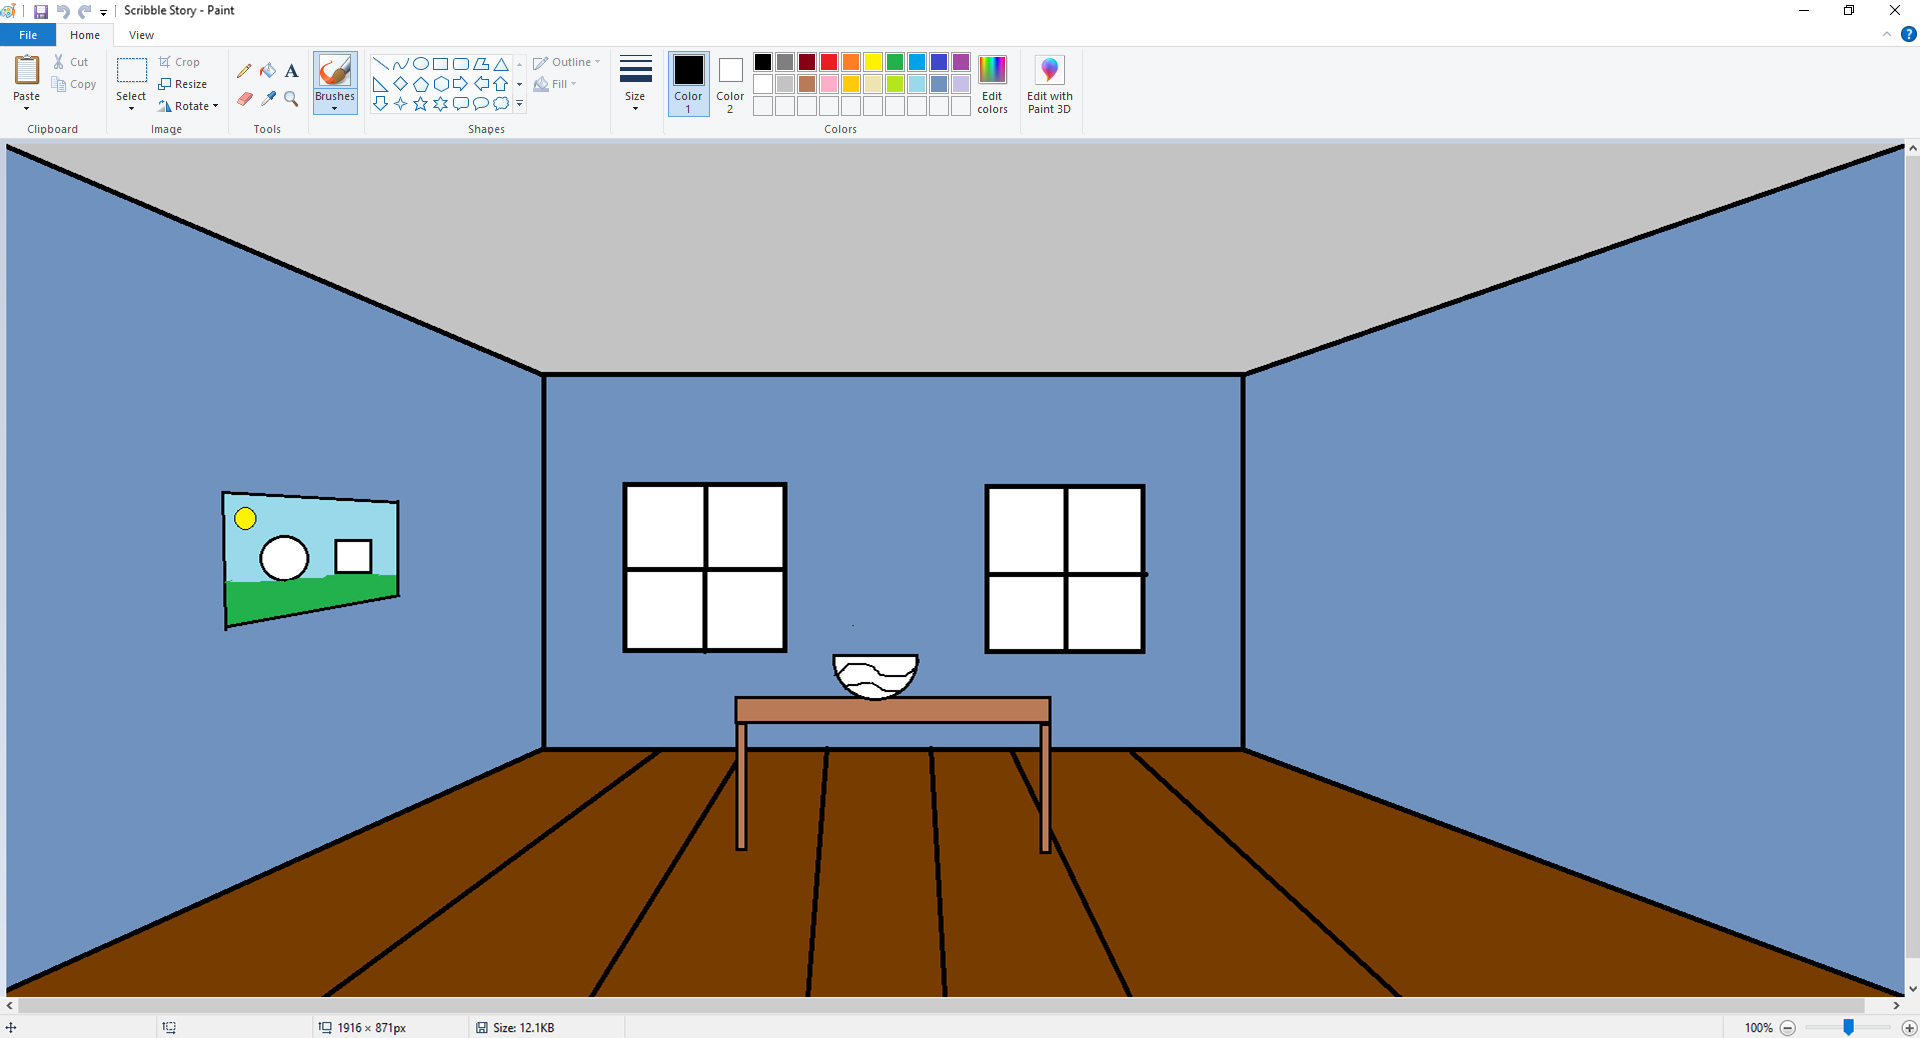 Scribble Story - Paint
File Home View
Paste
Cut
Copy
Clipboard
Select
Crop
Resize
Rotate
Image
A
Tools
Brushes
Outline
Fill
Shapes
Size
Color
1
Color
2
Edit
colors
Colors
Edit with
Paint 3D
?
1916 × 871px
Size: 12.1KB
100%